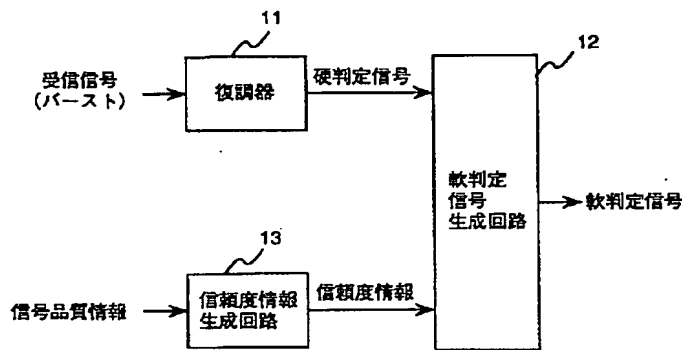 11
受信信号
(バースト)
復調器
硬判定信号
12
軟判定
信号
生成回路
軟判定信号
13
信号品質情報
信頼度情報
生成回路
信頼度情報